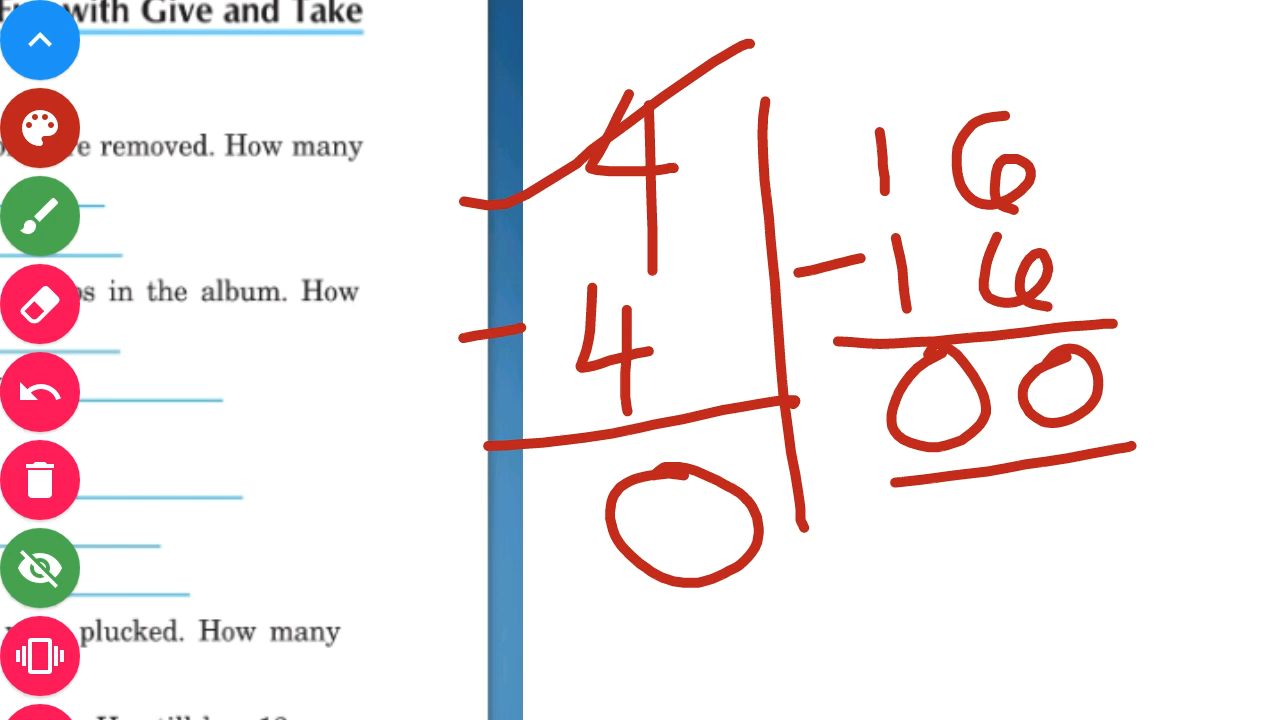 with Give and Take
e removed. How many
s in the album. How
plucked. How many
4
- 4
0
16
- 16
00